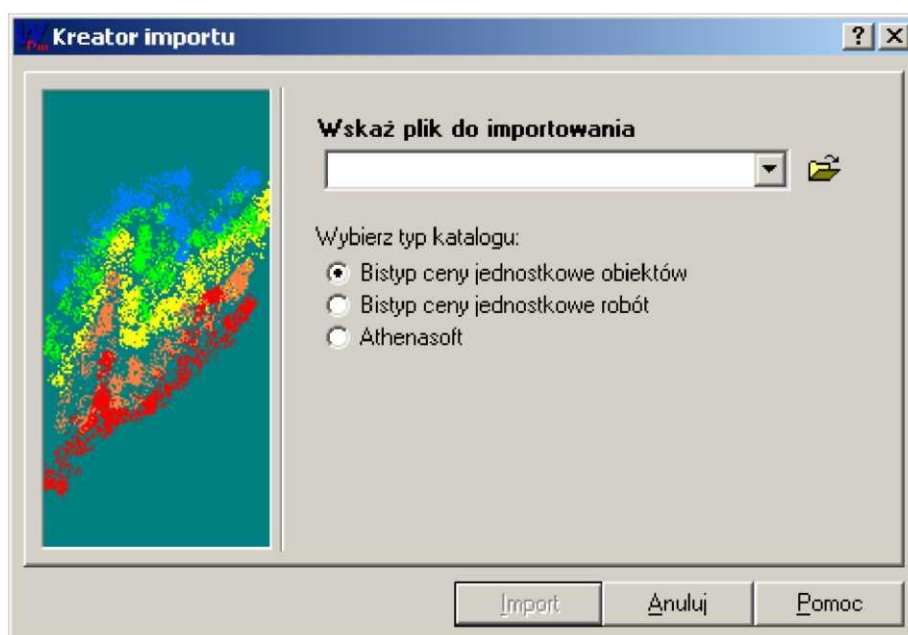 Kreator importu
Wskaż plik do importowania
Wybierz typ katalogu:
Bistyp ceny jednostkowe obiektów
Bistyp ceny jednostkowe robót
Athenasoft
Import
Anuluj
Pomoc